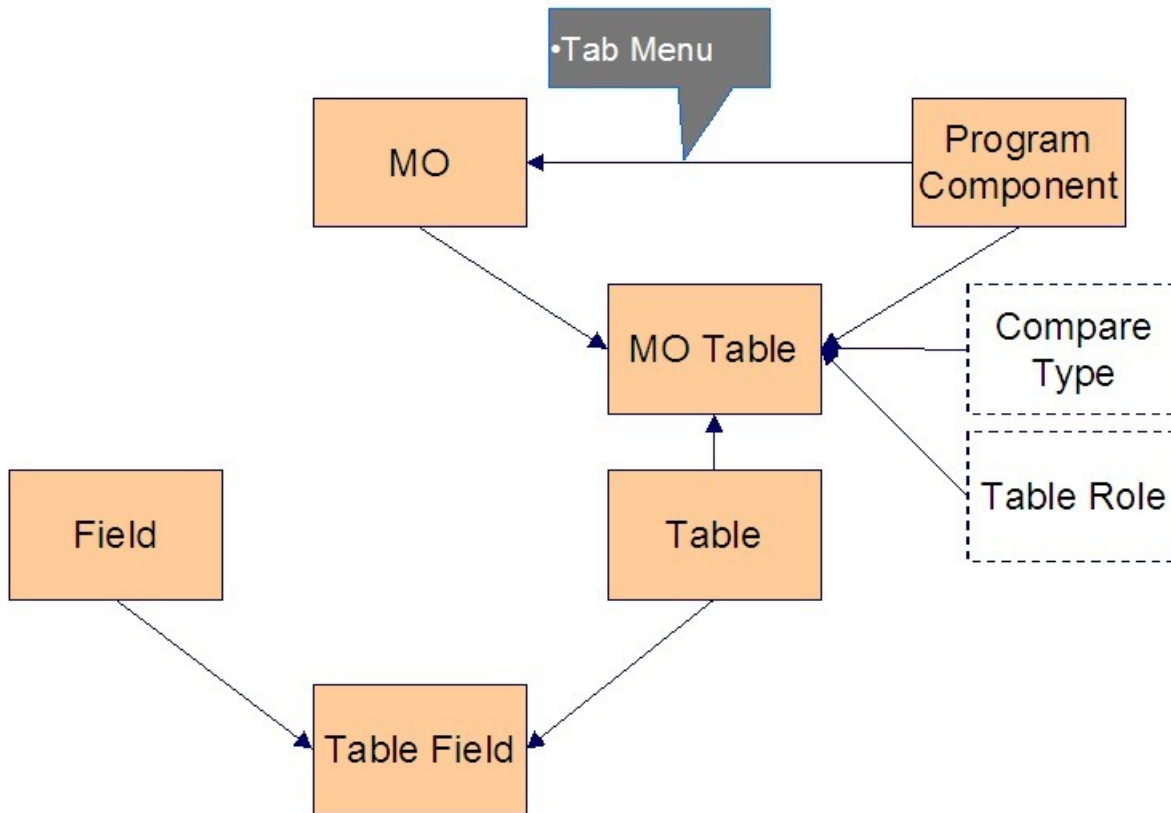 •Tab Menu
MO
Program
Component
MO Table
Compare
Type
Table Role
Field
Table
Table Field